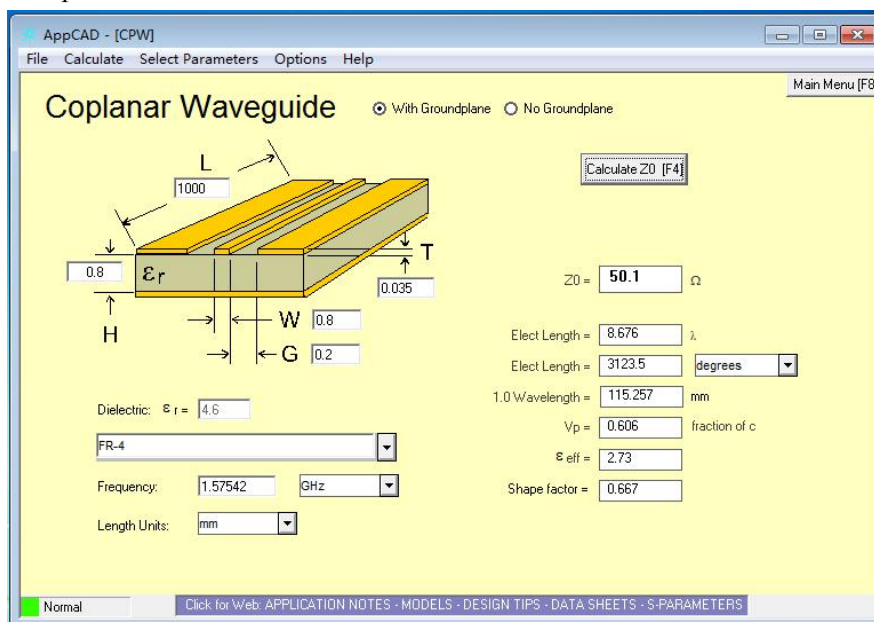 AppCAD - [CPW]
File Calculate Select Parameters Options Help
Main Menu [F8
Coplanar Waveguide
With Groundplane No Groundplane
Calculate Z0 [F4]
L
1000
T
0.035
0.8
εr
H
W 0.8
G 0.2
Z0 = 50.1 Ω
Elect Length = 8.676 λ
Elect Length = 3123.5 degrees
1.0 Wavelength = 115.257 mm
Vp = 0.606 fraction of c
ε eff = 2.73
Shape factor = 0.667
Dielectric: ε r = 4.6
FR-4
Frequency: 1.57542 GHz
Length Units: mm
Normal
Click for Web: APPLICATION NOTES - MODELS - DESIGN TIPS - DATA SHEETS - S-PARAMETERS